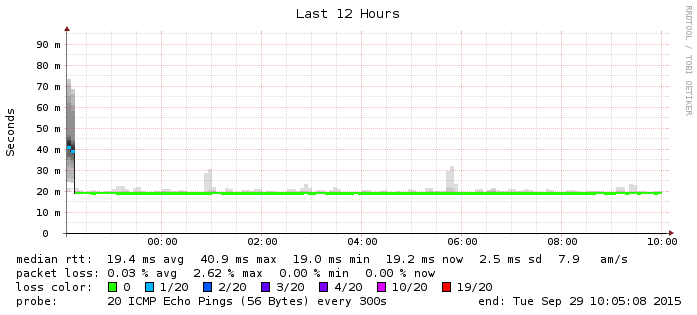 Last 12 Hours
RRDTOOL / TOBI OETIKER
Seconds
90 m
80 m
70 m
60 m
50 m
40 m
30 m
20 m
10 m
0
00:00 02:00 04:00 06:00 08:00 10:00
median rtt: 19.4 ms avg 40.9 ms max 19.0 ms min 19.2 ms now 2.5 ms sd 7.9 am/s
packet loss: 0.03 % avg 2.62 % max 0.00 % min 0.00 % now
loss color: 0 1/20 2/20 3/20 4/20 10/20 19/20
probe: 20 ICMP Echo Pings (56 Bytes) every 300s end: Tue Sep 29 10:05:08 2015